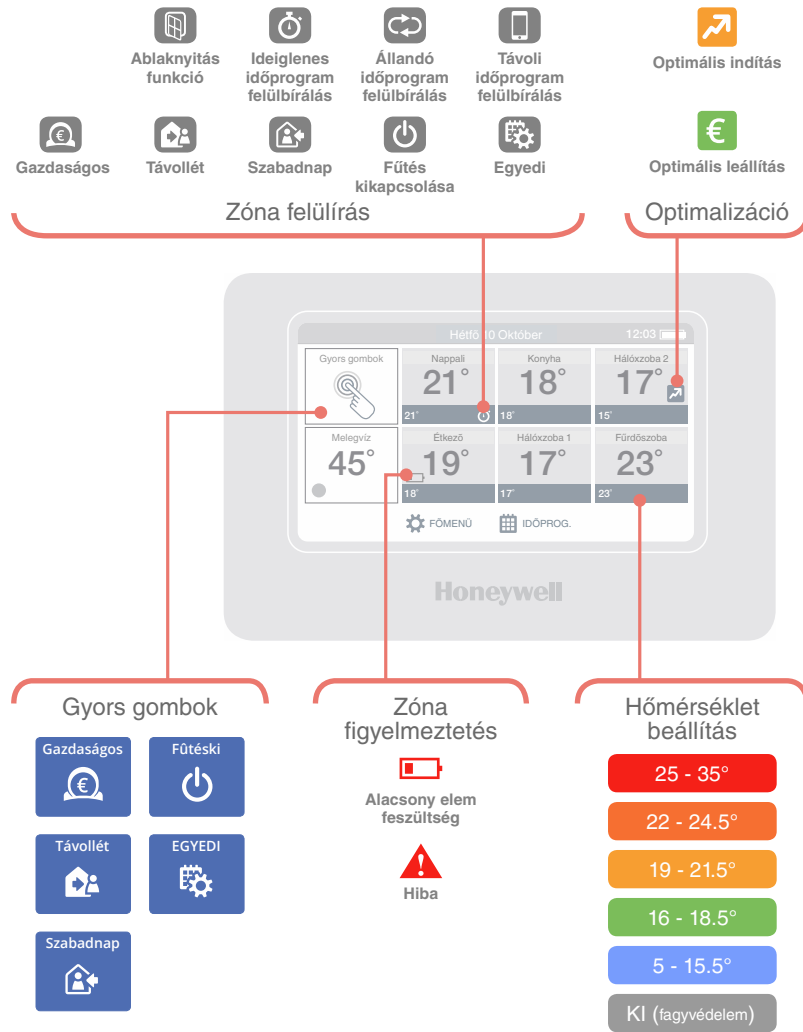 Ablaknyitás
funkció
Ideiglenes
időprogram
felülbírálás
Állandó
időprogram
felülbírálás
Távoli
időprogram
felülbírálás
Optimális indítás
Gazdaságos
Távollét
Szabadnap
Fűtés
kikapcsolása
Egyedi
€
Optimális leállítás
Zóna felülírás
Optimalizáció
Hétfő 10 Október
12:03
Gyors gombok
Nappali
21°
21°
Konyha
18°
18°
Hálóxzoba 2
17°
15°
Melegvíz
45°
Étkező
19°
18°
Hálóxzoba 1
17°
17°
Fürdőszoba
23°
23°
FŐMENÜ
IDŐPROG.
Honeywell
Gyors gombok
Gazdaságos
€
Fûtéski
Távollét
EGYEDI
Szabadnap
Zóna
figyelmeztetés
Alacsony elem
feszültség
Hiba
Hőmérséklet
beállítás
25 - 35°
22 - 24.5°
19 - 21.5°
16 - 18.5°
5 - 15.5°
KI (fagyvédelem)